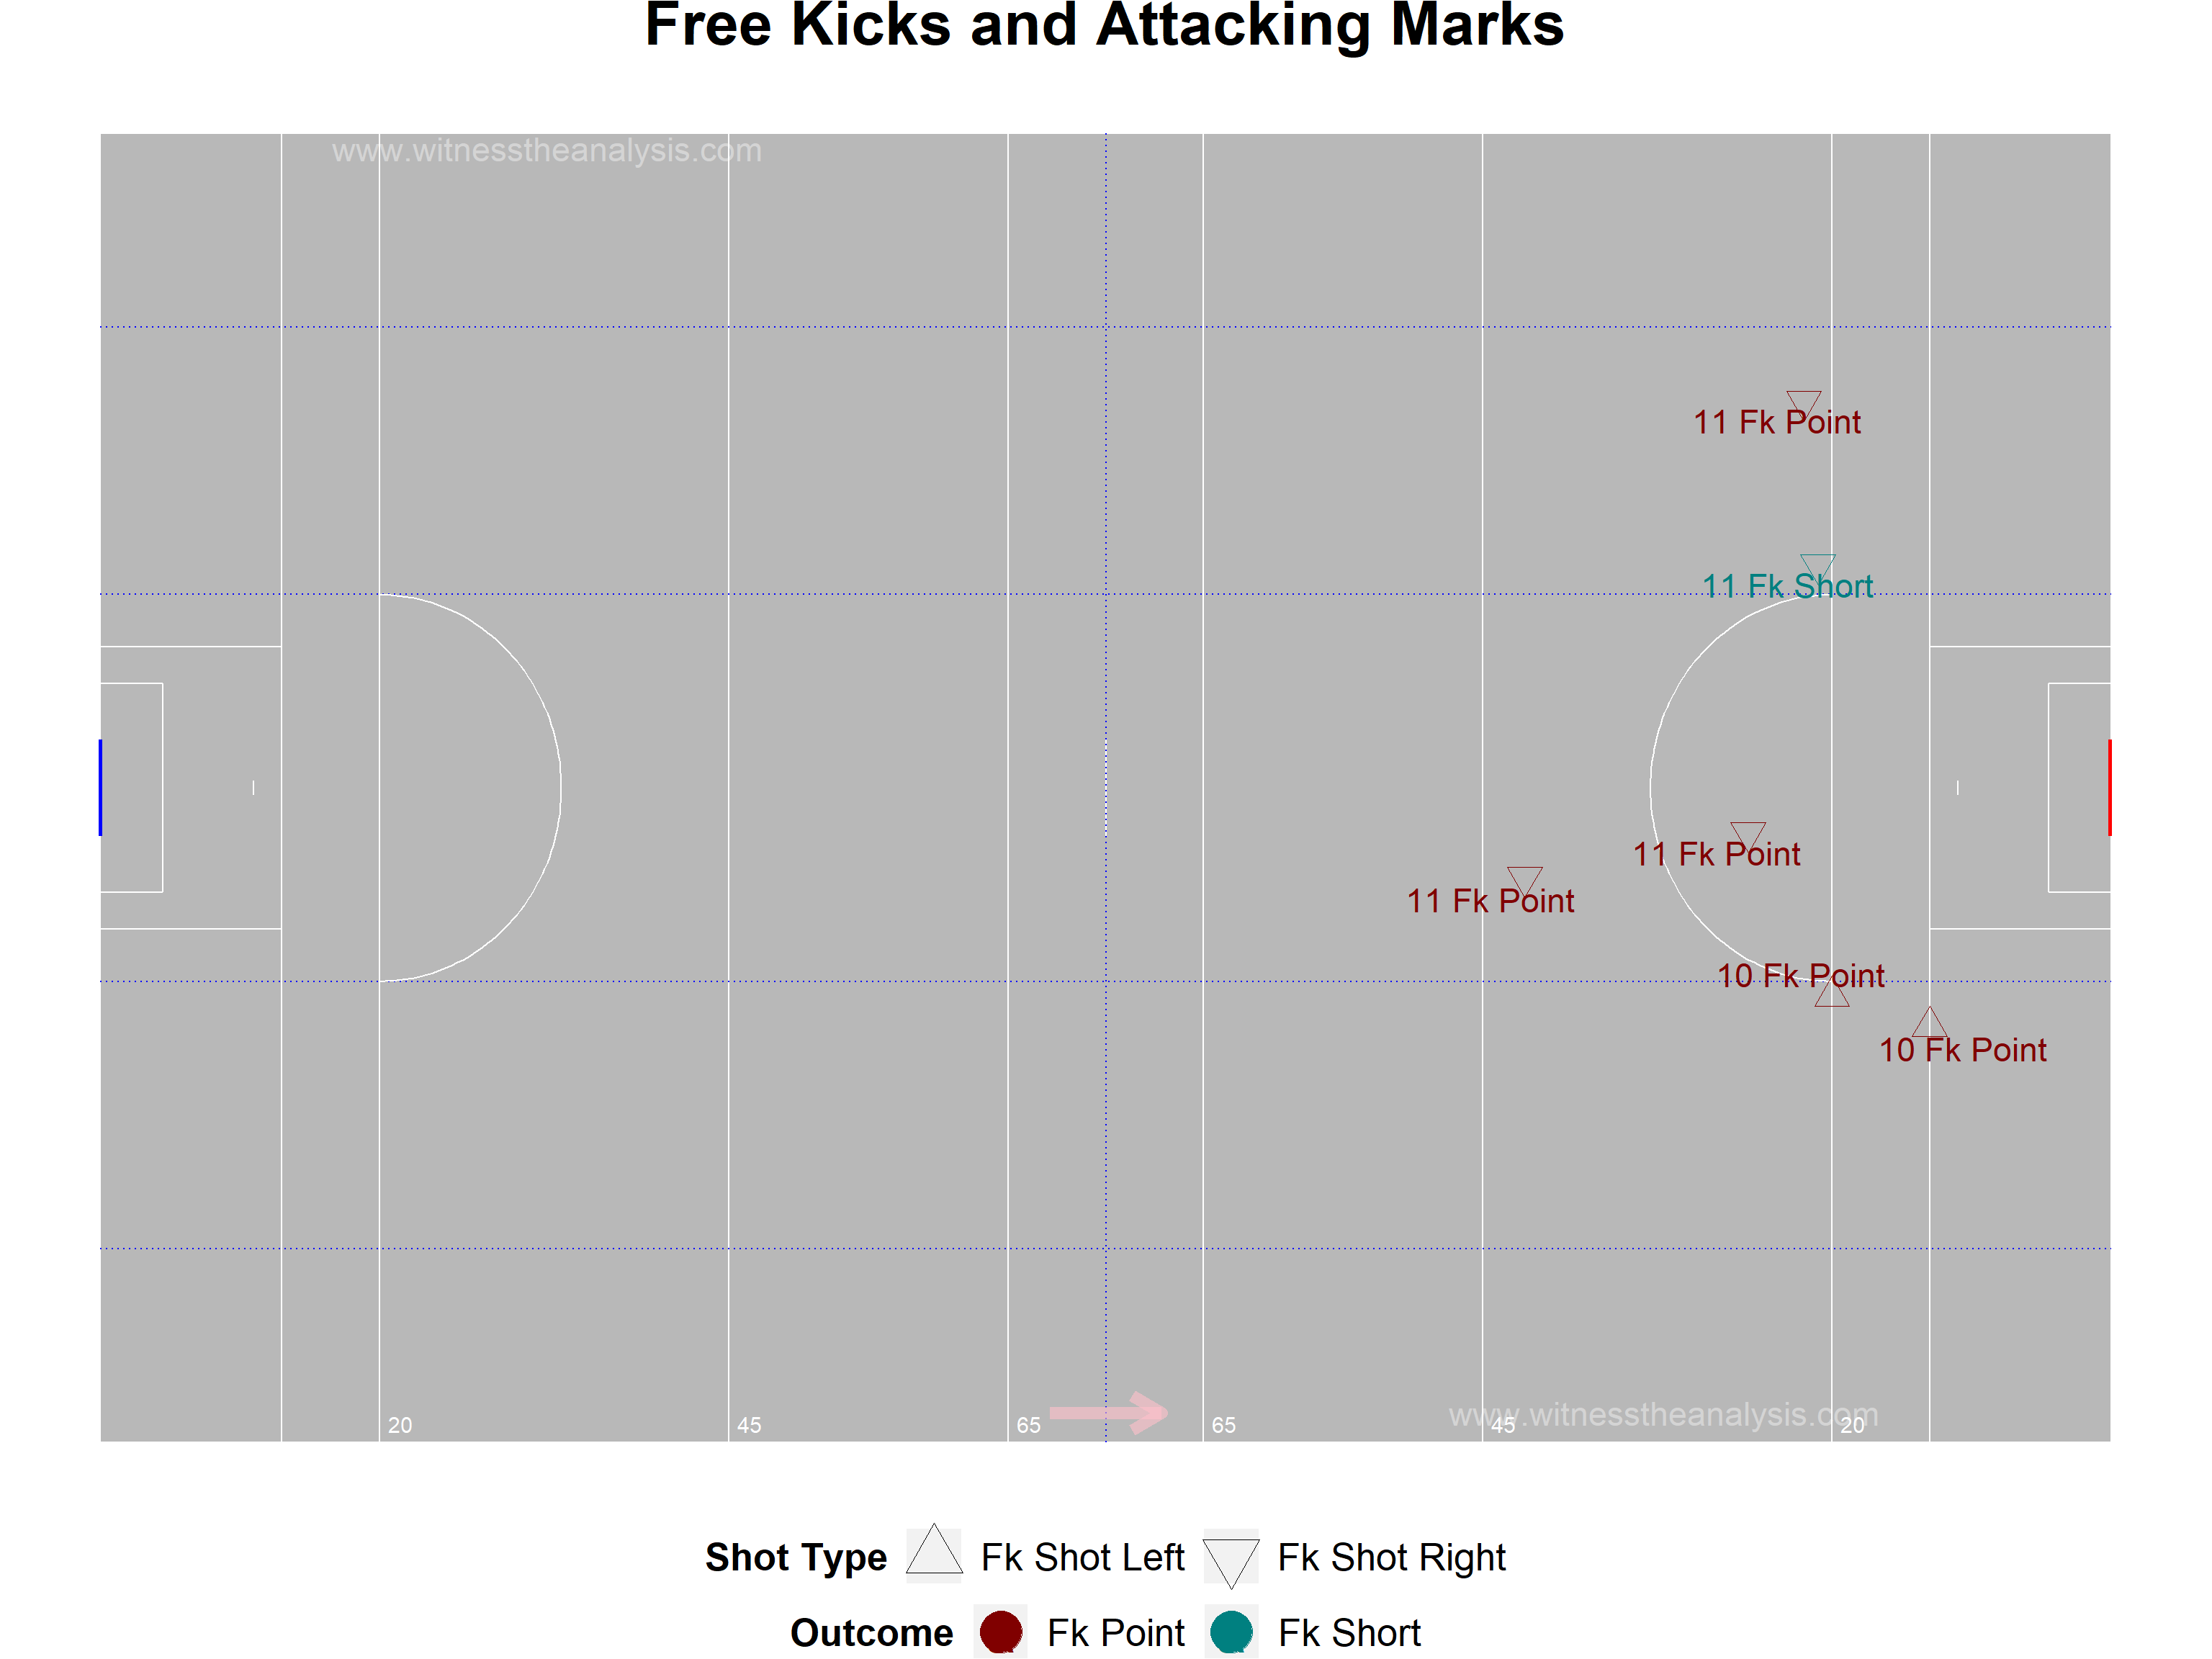 Free Kicks and Attacking Marks
www.witnesstheanalysis.com
11 Fk Point
11 Fk Short
11 Fk Point
11 Fk Point
10 Fk Point
10 Fk Point
www.witnesstheanalysis.com
20 45 65 65 45 20
Shot Type Fk Shot Left Fk Shot Right
Outcome Fk Point Fk Short